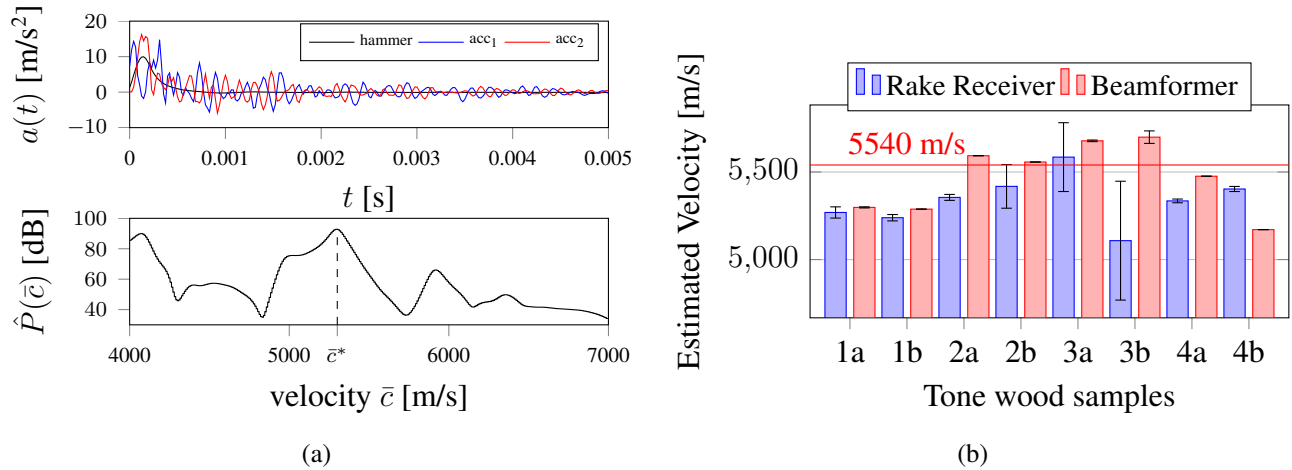 20
10
0
−10
a(t) [m/s²]
hammer acc₁ acc₂
0 0.001 0.002 0.003 0.004 0.005
t [s]
100
80
60
40
P̂(c̄) [dB]
4000 5000 c̄* 6000 7000
velocity c̄ [m/s]
(a)
Rake Receiver Beamformer
Estimated Velocity [m/s]
5540 m/s
5,500
5,000
1a 1b 2a 2b 3a 3b 4a 4b
Tone wood samples
(b)